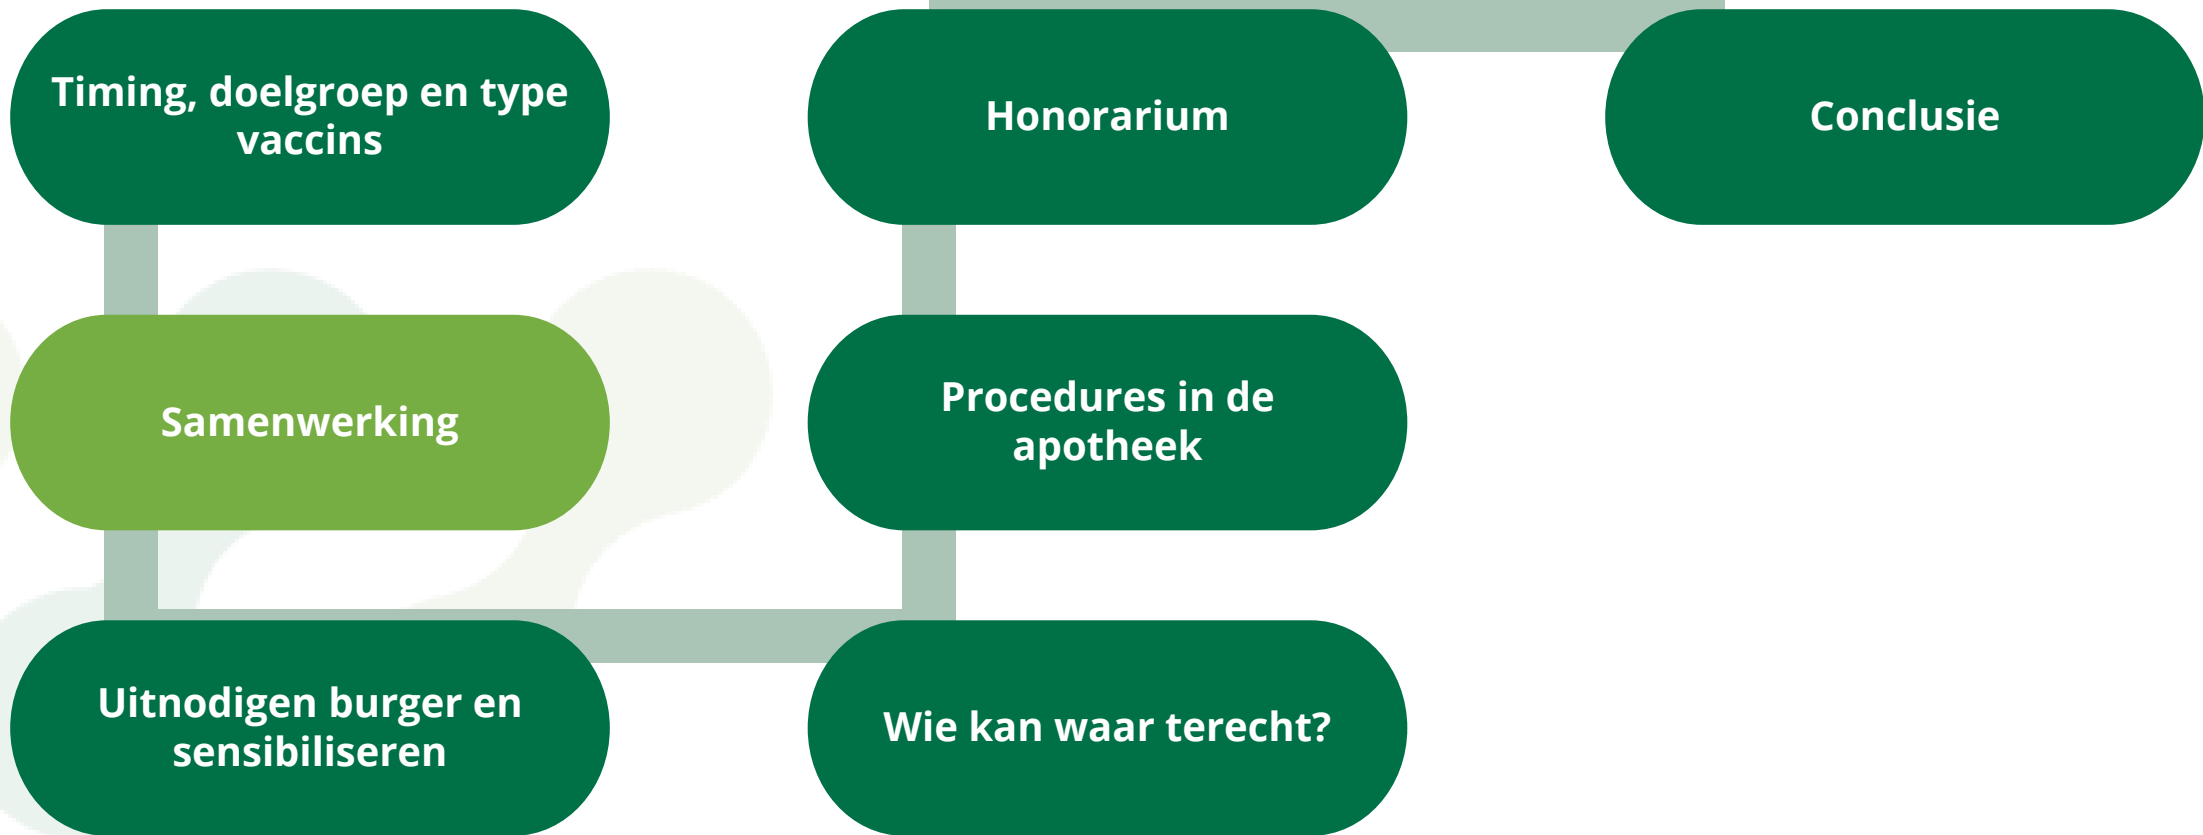 Timing, doelgroep en type
vaccins
Samenwerking
Uitnodigen burger en
sensibiliseren
Wie kan waar terecht?
Procedures in de
apotheek
Honorarium
Conclusie